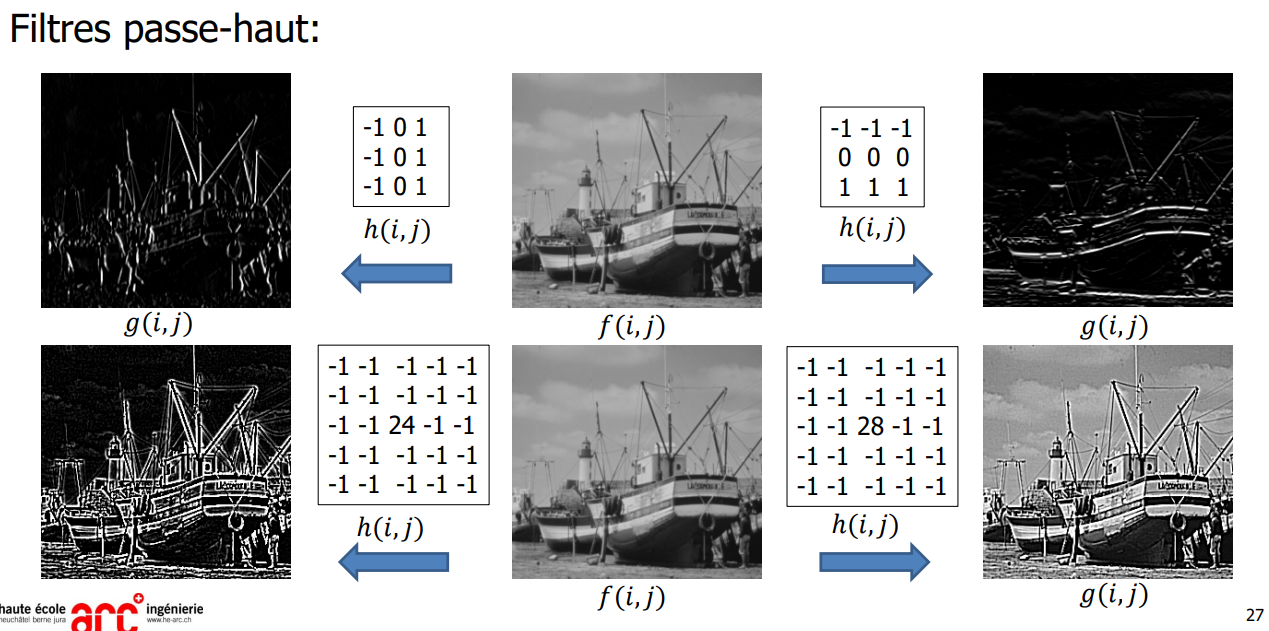 Filtres passe-haut:
-1 0 1
-1 0 1
-1 0 1
h(i,j)
-1 -1 -1
0 0 0
1 1 1
h(i,j)
g(i,j)
f(i,j)
g(i,j)
-1 -1 -1 -1 -1
-1 -1 -1 -1 -1
-1 -1 24 -1 -1
-1 -1 -1 -1 -1
-1 -1 -1 -1 -1
h(i,j)
-1 -1 -1 -1 -1
-1 -1 -1 -1 -1
-1 -1 28 -1 -1
-1 -1 -1 -1 -1
-1 -1 -1 -1 -1
h(i,j)
f(i,j)
g(i,j)
haute école
neuchâtel berne jura
arc
ingénierie
www.he-arc.ch
27